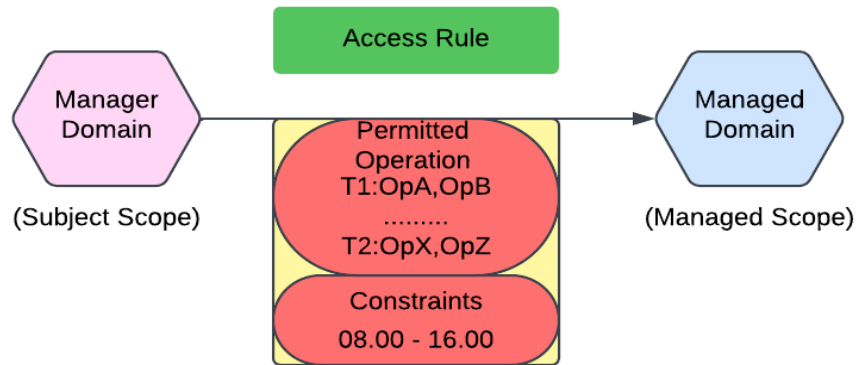 Access Rule
Manager
Domain
(Subject Scope)
Permitted
Operation
T1:OpA,OpB
.........
T2:OpX,OpZ
Constraints
08.00 - 16.00
Managed
Domain
(Managed Scope)